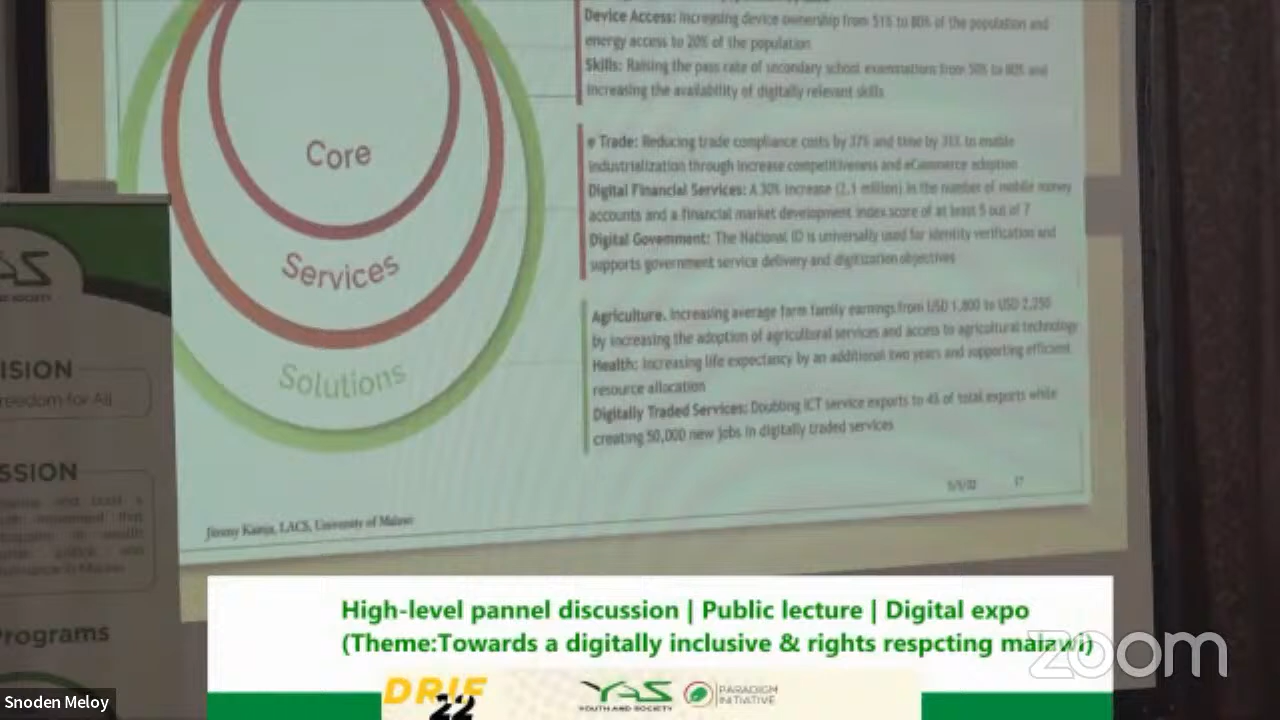 Device Access: Increasing device ownership from 51% to 80% of the population and
energy access to 20% of the population
Skills: Raising the pass rate of secondary school examinations from 50% to 80% and
increasing the availability of digitally relevant skills
e Trade: Reducing trade compliance costs by 37% and time by 31% to enable
industrialization through increase competitiveness and eCommerce adoption
Digital Financial Services: A 30% increase (2.1 million) in the number of mobile money
accounts and a financial market development index score of at least 5 out of 7
Digital Government: The National ID is universally used for identity verification and
supports government service delivery and digitization objectives
Agriculture. Increasing average farm family earnings from USD 1,800 to USD 2,250
by increasing the adoption of agricultural services and access to agricultural technology
Health: Increasing life expectancy by an additional two years and supporting efficient
resource allocation
Digitally Traded Services: Doubling ICT service exports to 4% of total exports while
creating 50,000 new jobs in digitally traded services
Core
Services
Solutions
17
LACS, University of Malawi
AS
ISION
reedom for All
SSION
rograms
High-level pannel discussion | Public lecture | Digital expo
(Theme:Towards a digitally inclusive & rights respcting malawi)
zoom
DRIF
22
YAS
YOUTH AND SOCIETY
PARADIGM
INITIATIVE
Standen Meloy